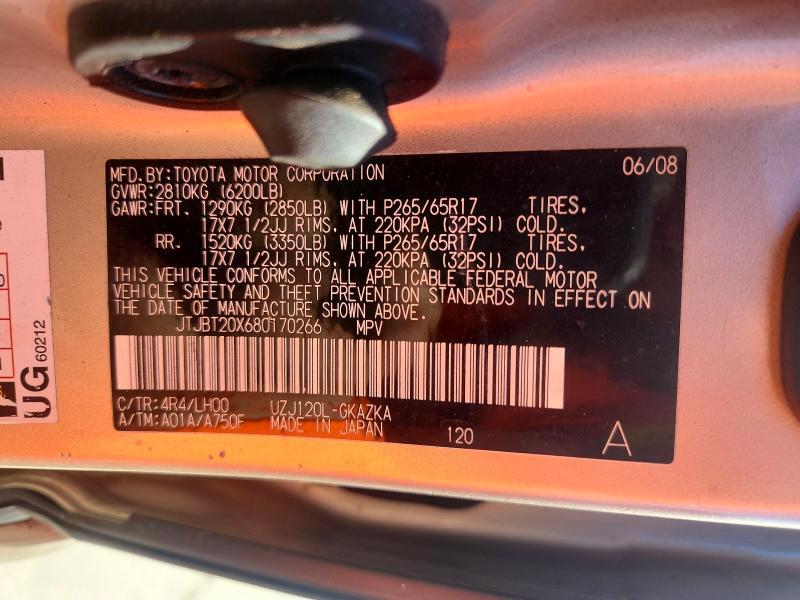 MFD. BY: TOYOTA MOTOR CORPORATION 06/08
GVWR: 2810KG (6200LB)
GAWR: FRT. 1290KG (2850LB) WITH P265/65R17 TIRES,
17X7 1/2JJ RIMS, AT 220KPA (32PSI) COLD.
RR. 1520KG (3350LB) WITH P265/65R17 TIRES,
17X7 1/2JJ RIMS, AT 220KPA (32PSI) COLD.
THIS VEHICLE CONFORMS TO ALL APPLICABLE FEDERAL MOTOR
VEHICLE SAFETY AND THEFT PREVENTION STANDARDS IN EFFECT ON
THE DATE OF MANUFACTURE SHOWN ABOVE.
JTJBT20X680170266 MPV
C/TR: 4R4/LH00 UZJ120L-GKAZKA
A/TM: A01A/A750F MADE IN JAPAN 120 A
UG 60212